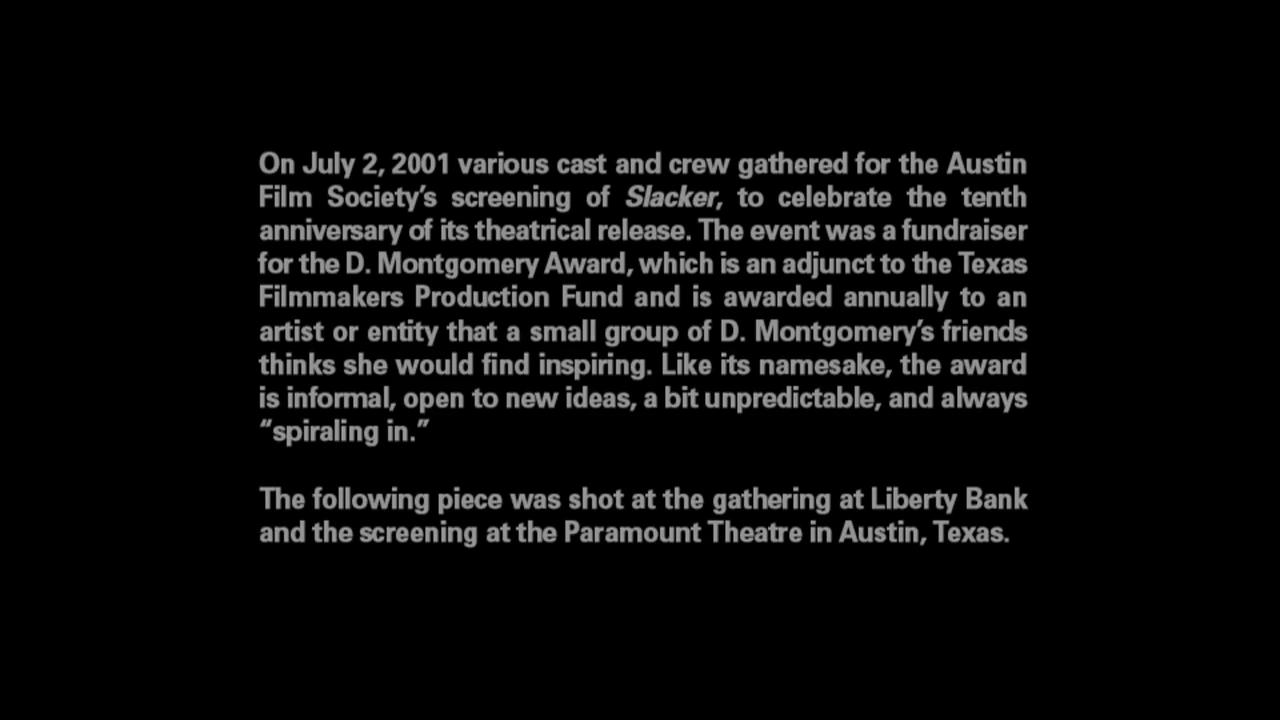 On July 2, 2001 various cast and crew gathered for the Austin
Film Society’s screening of Slacker, to celebrate the tenth
anniversary of its theatrical release. The event was a fundraiser
for the D. Montgomery Award, which is an adjunct to the Texas
Filmmakers Production Fund and is awarded annually to an
artist or entity that a small group of D. Montgomery’s friends
thinks she would find inspiring. Like its namesake, the award
is informal, open to new ideas, a bit unpredictable, and always
“spiraling in.”
The following piece was shot at the gathering at Liberty Bank
and the screening at the Paramount Theatre in Austin, Texas.